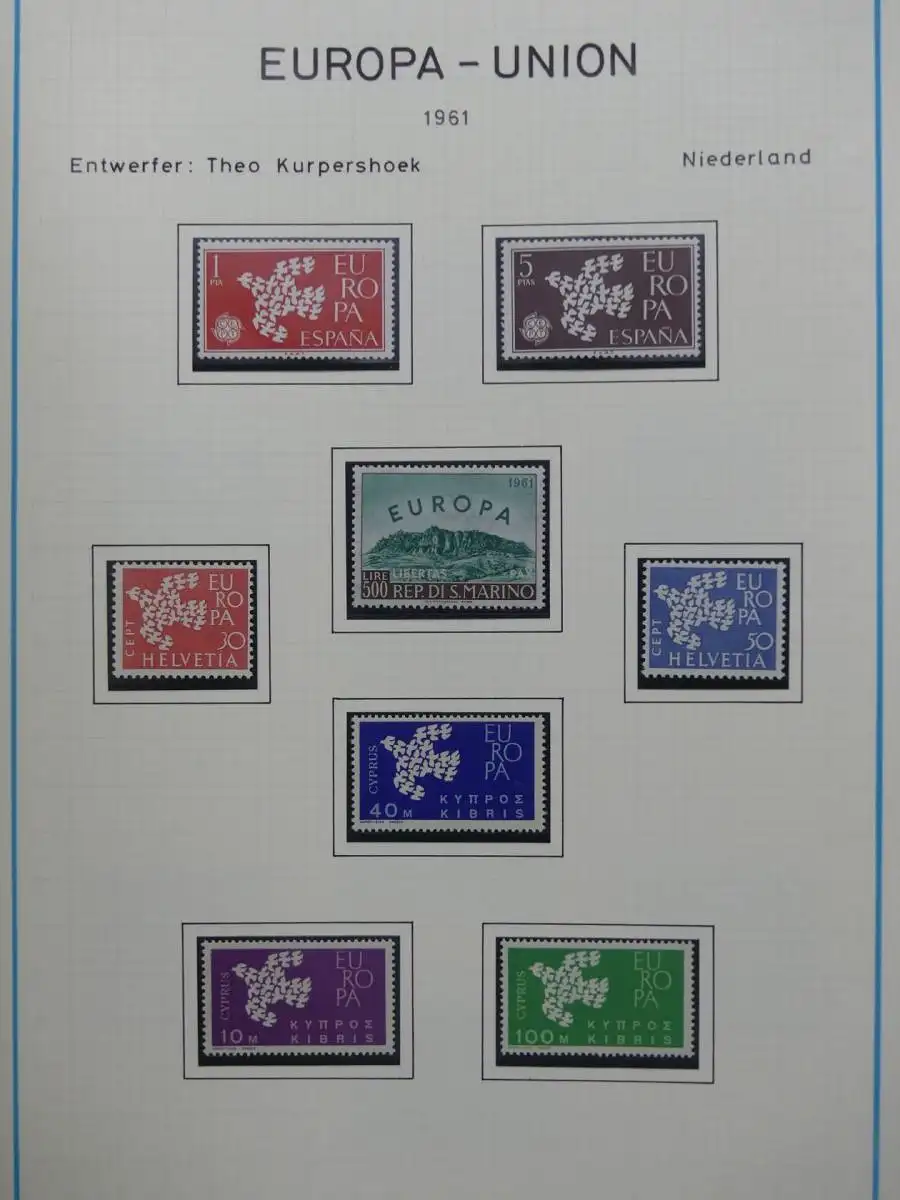 EUROPA – UNION
1961
Entwerfer: Theo Kurpershoek
Niederland
1
PTA
EU
RO
PA
ESPAÑA
5
PTAS
EU
RO
PA
ESPAÑA
1961
EUROPA
LIBERTAS
LIRE
500 REP. DI S. MARINO
CEPT
EU
RO
PA
30
HELVETIA
CEPT
EU
RO
PA
50
HELVETIA
CYPRUS
EU
RO
PA
ΚΥΠΡΟΣ
40 M KIBRIS
CYPRUS
EU
RO
PA
ΚΥΠΡΟΣ
10 M KIBRIS
CYPRUS
EU
RO
PA
ΚΥΠΡΟΣ
100 M KIBRIS